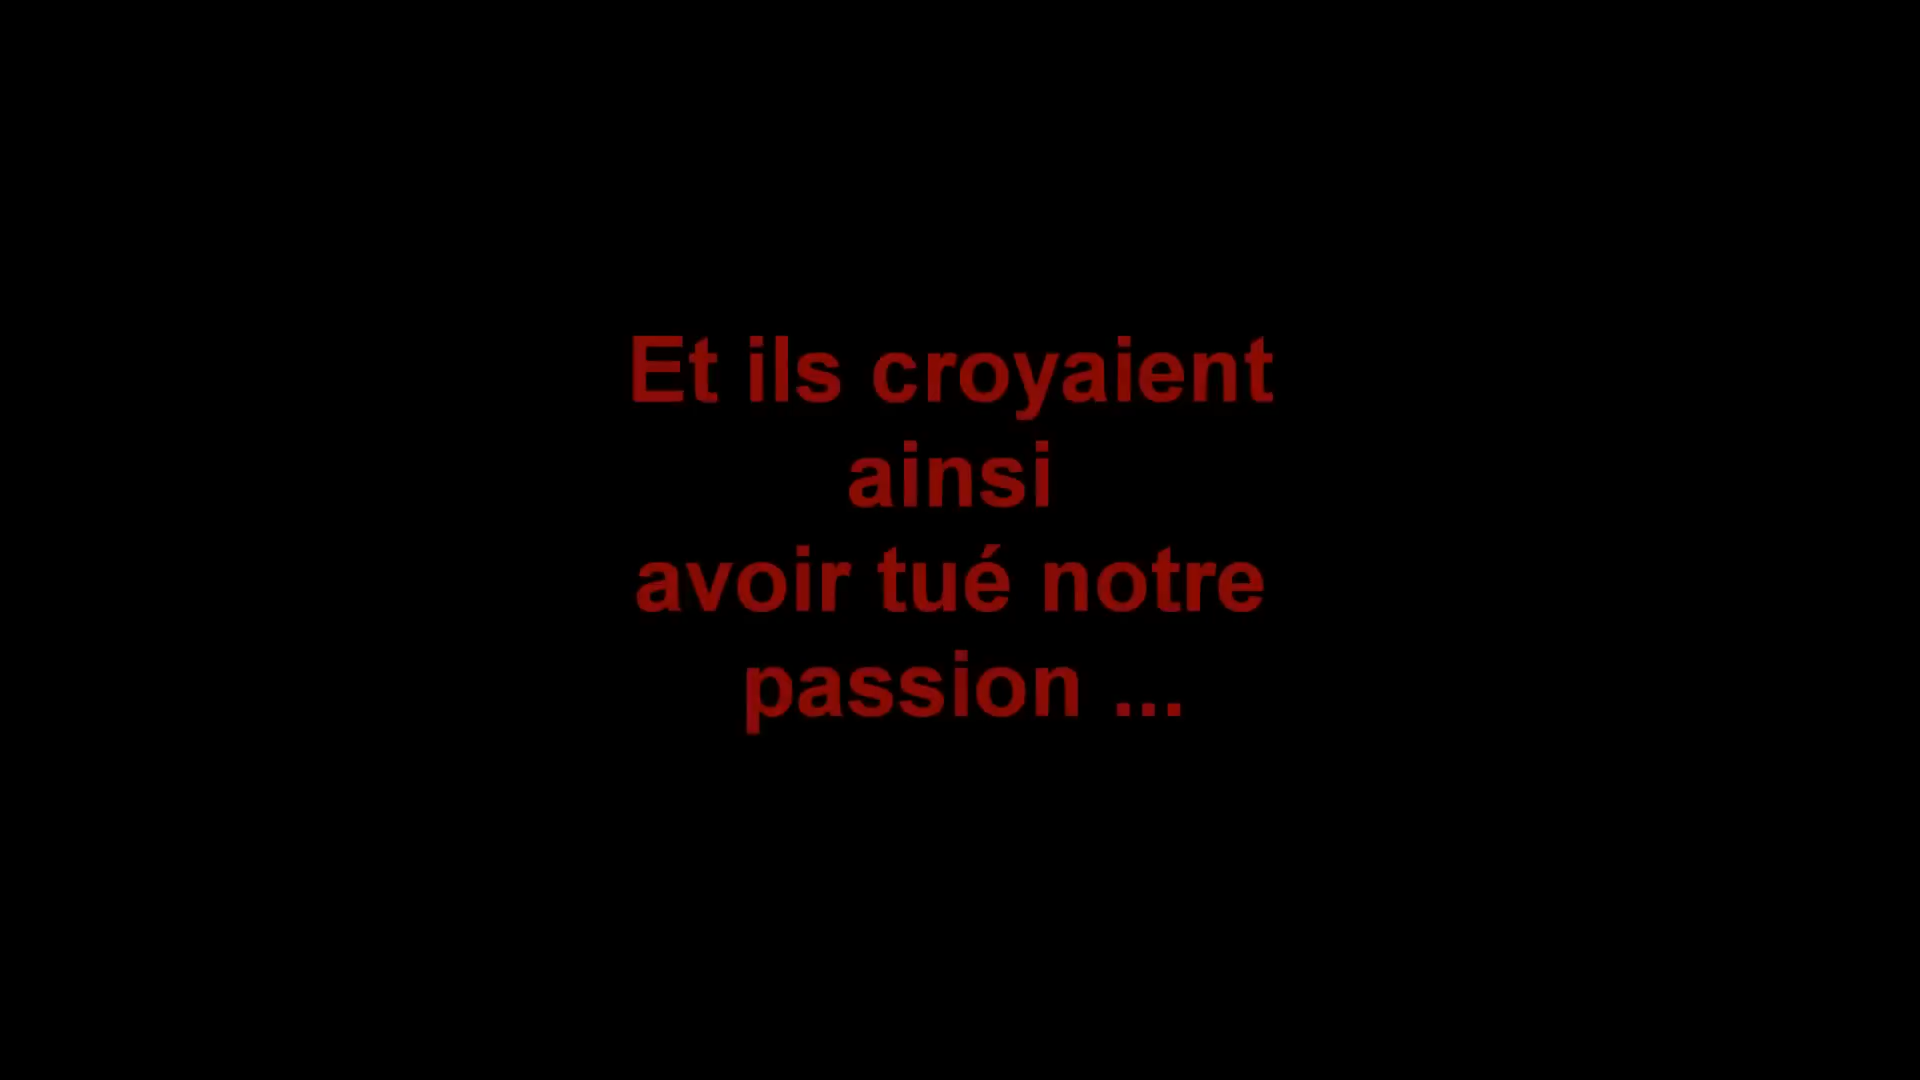 Et ils croyaient
ainsi
avoir tué notre
passion ...